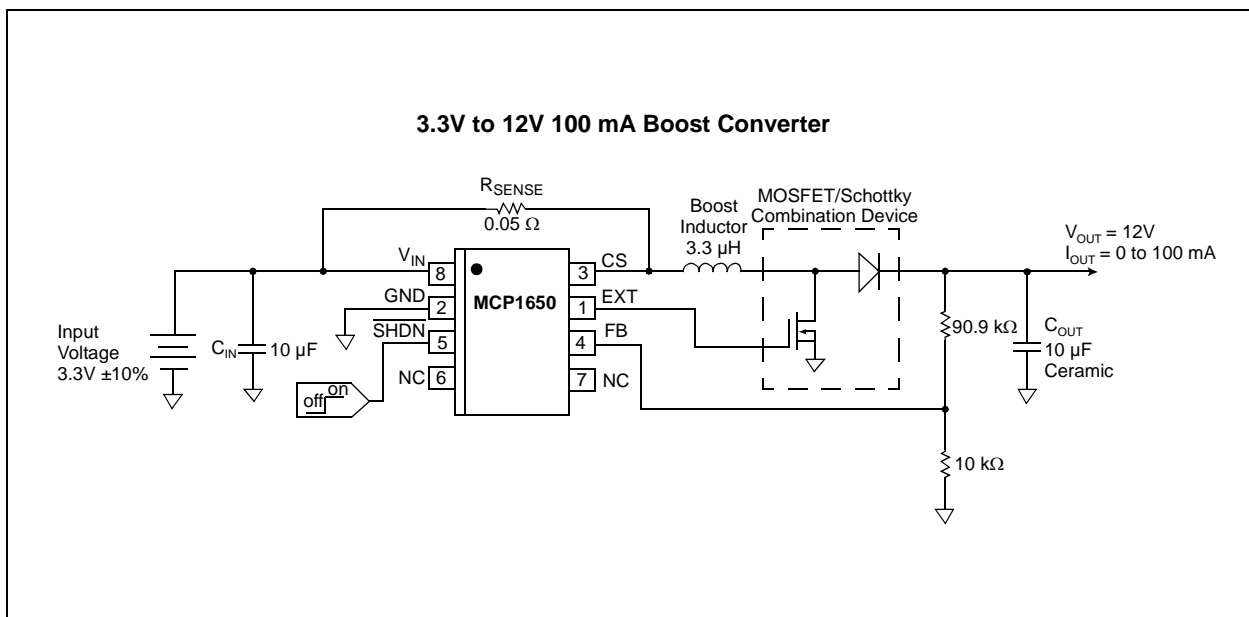 3.3V to 12V 100 mA Boost Converter
RSENSE
0.05 Ω
MOSFET/Schottky
Combination Device
Boost
Inductor
3.3 µH
VOUT = 12V
IOUT = 0 to 100 mA
VIN
8
3
CS
GND
2
MCP1650
1
EXT
SHDN
5
4
FB
NC
6
7
NC
Input
Voltage
3.3V ±10%
CIN
10 µF
off
on
90.9 kΩ
COUT
10 µF
Ceramic
10 kΩ